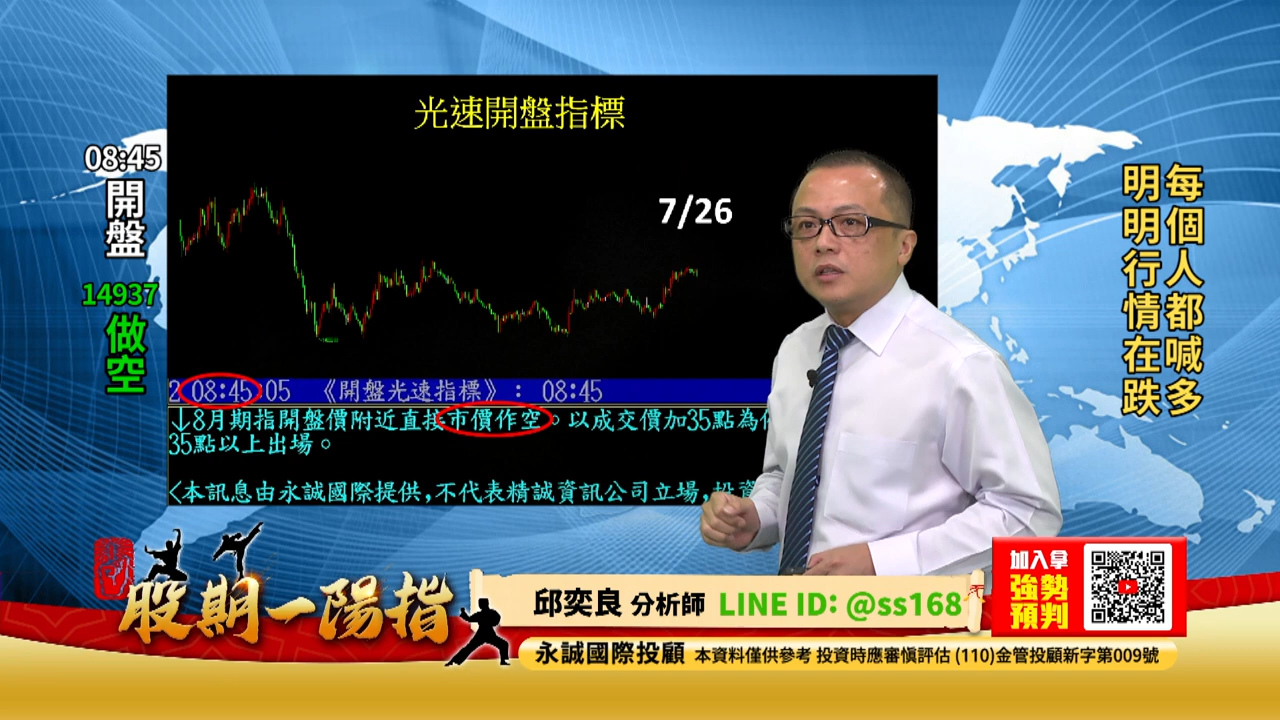 光速開盤指標
7/26
08:45
開盤
14937
做空
每個人都喊多
明明行情在跌
2 08:45:05 《開盤光速指標》: 08:45
↓8月期指開盤價附近直接市價作空。以成交價加35點為
35點以上出場。
<本訊息由永誠國際提供,不代表精誠資訊公司立場,投資
股期一陽指
邱奕良 分析師 LINE ID: @ss168
加入拿
強勢
預判
永誠國際投顧 本資料僅供參考 投資時應審慎評估 (110)金管投顧新字第009號